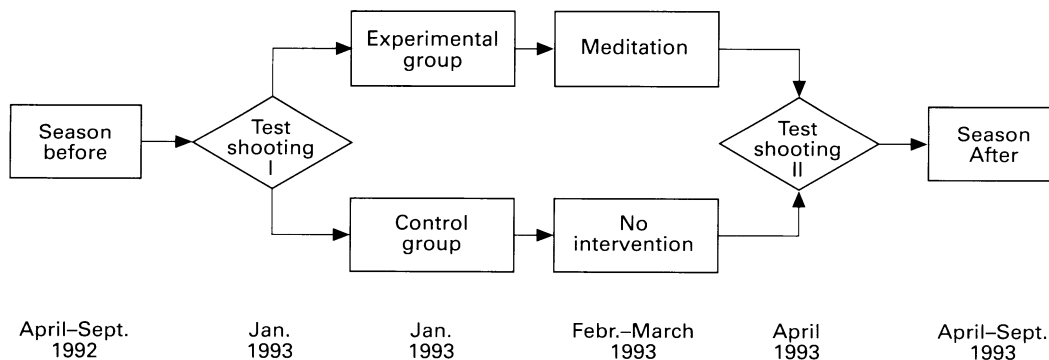 Season
before
Test
shooting
I
Experimental
group
Meditation
Control
group
No
intervention
Test
shooting
II
Season
After
April–Sept.
1992
Jan.
1993
Jan.
1993
Febr.–March
1993
April
1993
April–Sept.
1993